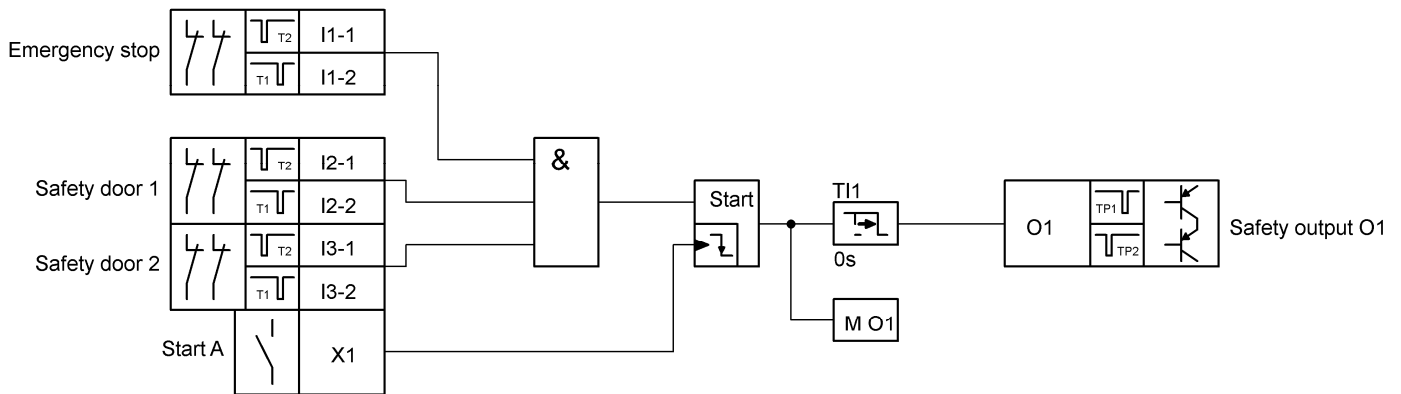 Emergency stop
T2
I1-1
T1
I1-2
Safety door 1
T2
I2-1
T1
I2-2
Safety door 2
T2
I3-1
T1
I3-2
Start A
X1
&
Start
TI1
0s
M O1
O1
TP1
TP2
Safety output O1